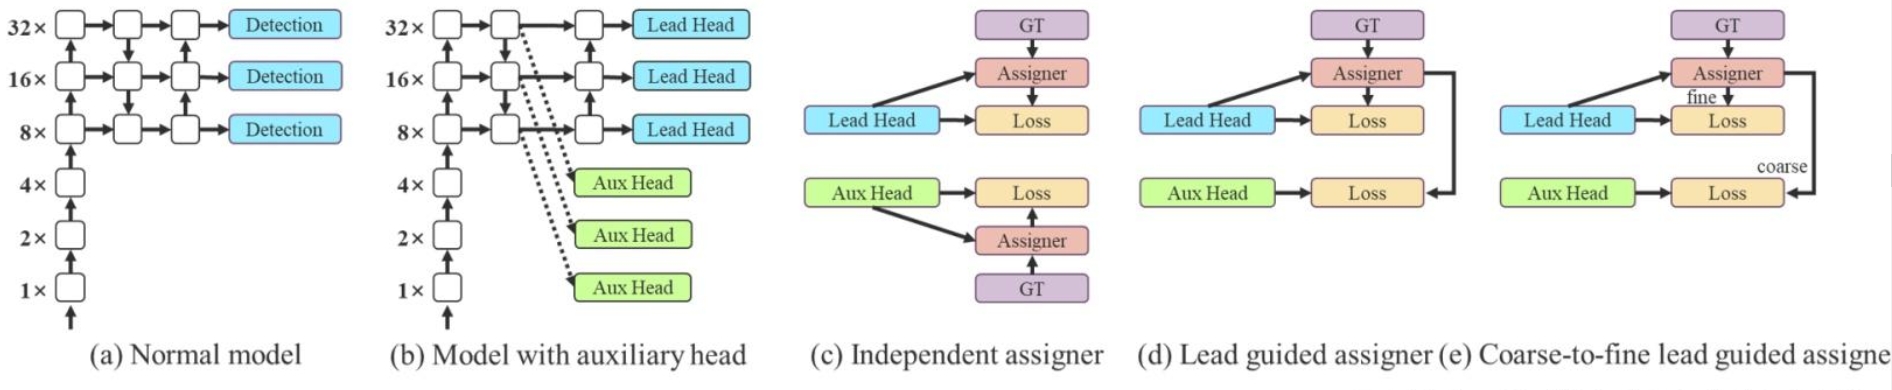 32× Detection
16× Detection
8× Detection
4×
2×
1×
(a) Normal model
32× Lead Head
16× Lead Head
8× Lead Head
4× Aux Head
2× Aux Head
1× Aux Head
(b) Model with auxiliary head
GT
Assigner
Lead Head Loss
Aux Head Loss
Assigner
GT
(c) Independent assigner
GT
Assigner
Lead Head Loss
Aux Head Loss
(d) Lead guided assigner
GT
Assigner
fine
Lead Head Loss
coarse
Aux Head Loss
(e) Coarse-to-fine lead guided assigne